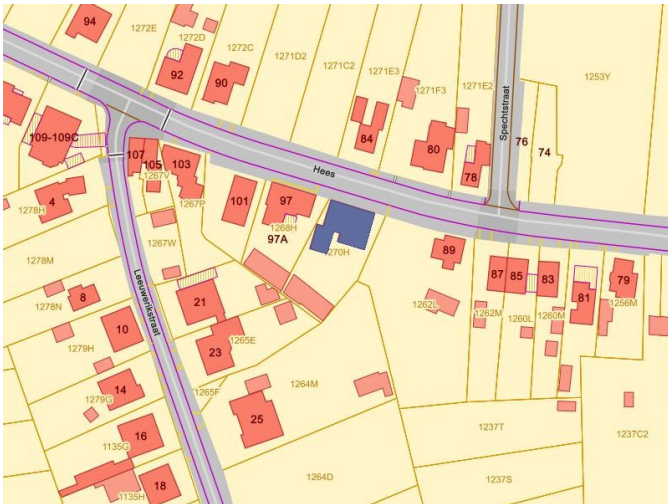 94
1272E
1272D
1272C
92
90
1271D2
1271C2
1271E3
1271F3
1271E2
1253Y
84
80
78
Spechtstraat
76
74
109-109C
107
105
103
1267V
1267P
Hees
101
97
1268H
97A
270H
4
1278H
1267W
1278M
89
87
85
83
81
79
Leeuwerikstraat
8
1278N
21
1262L
1262M
1260L
1260M
1256M
10
23
1265E
1279H
14
1279G
1265F
1264M
25
16
1135G
1237T
1237C2
18
1135H
1264D
1237S